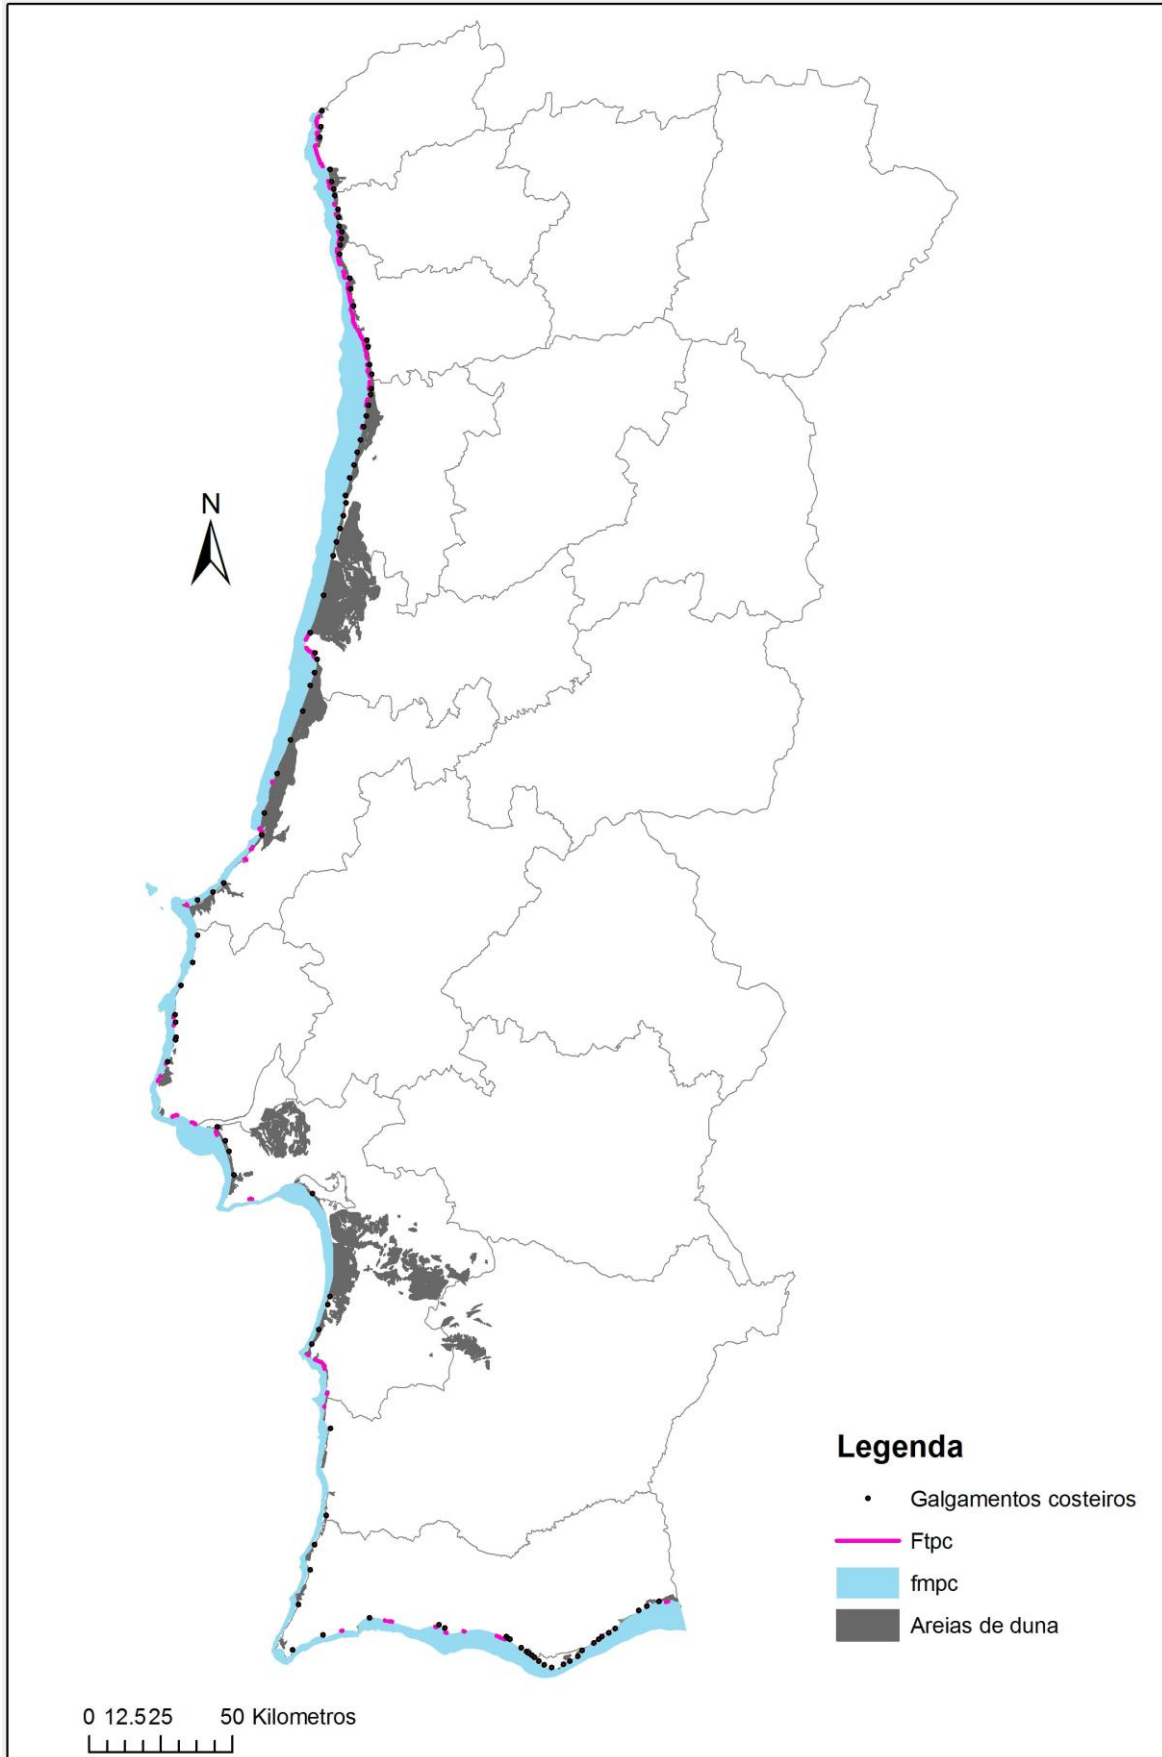 N
Legenda
Galgamentos costeiros
Ftpc
fmpc
Areias de duna
0 12.525 50 Kilometros